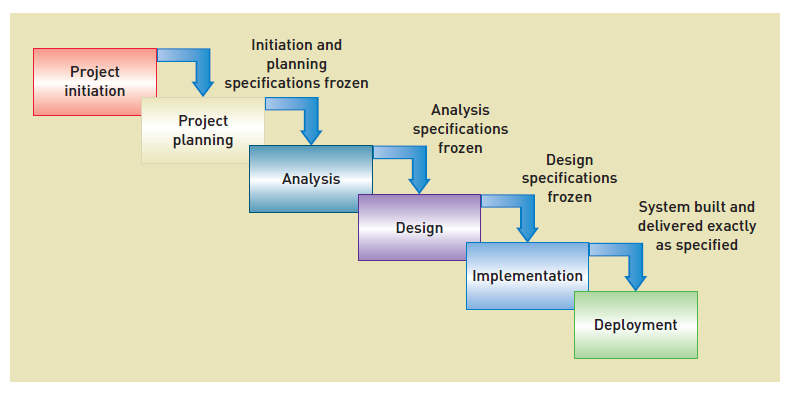 Project
initiation
Initiation and
planning
specifications frozen
Project
planning
Analysis
specifications
frozen
Analysis
Design
specifications
frozen
Design
System built and
delivered exactly
as specified
Implementation
Deployment